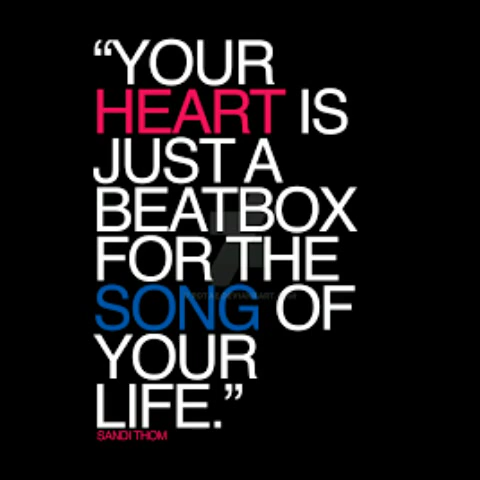 “YOUR
HEART IS
JUST A
BEATBOX
FOR THE
SONG OF
YOUR
LIFE.”
SANDI THOM